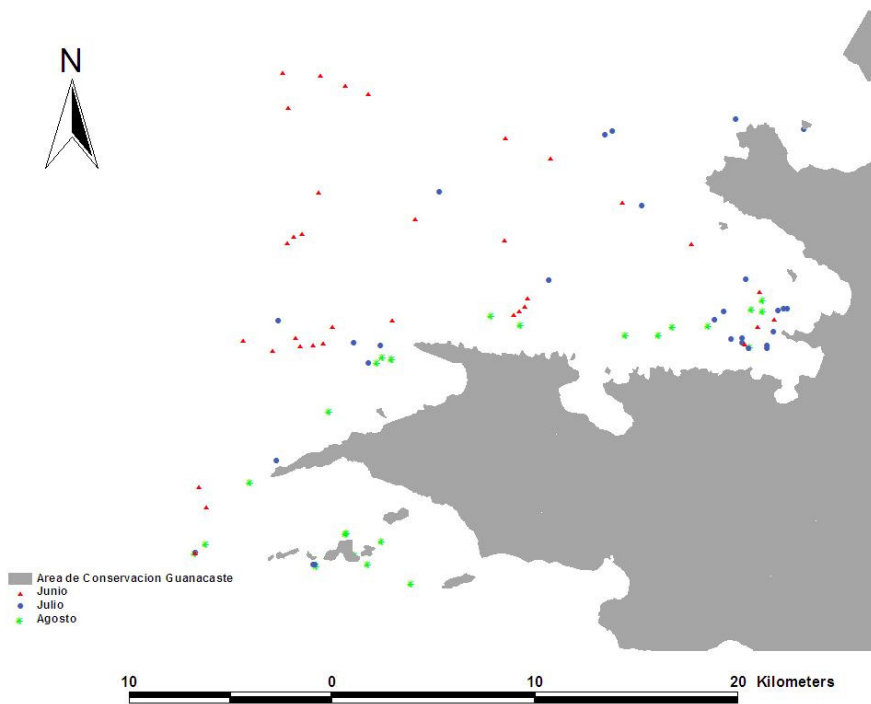 N
Area de Conservacion Guanacaste
Junio
Julio
Agosto
10 0 10 20 Kilometers